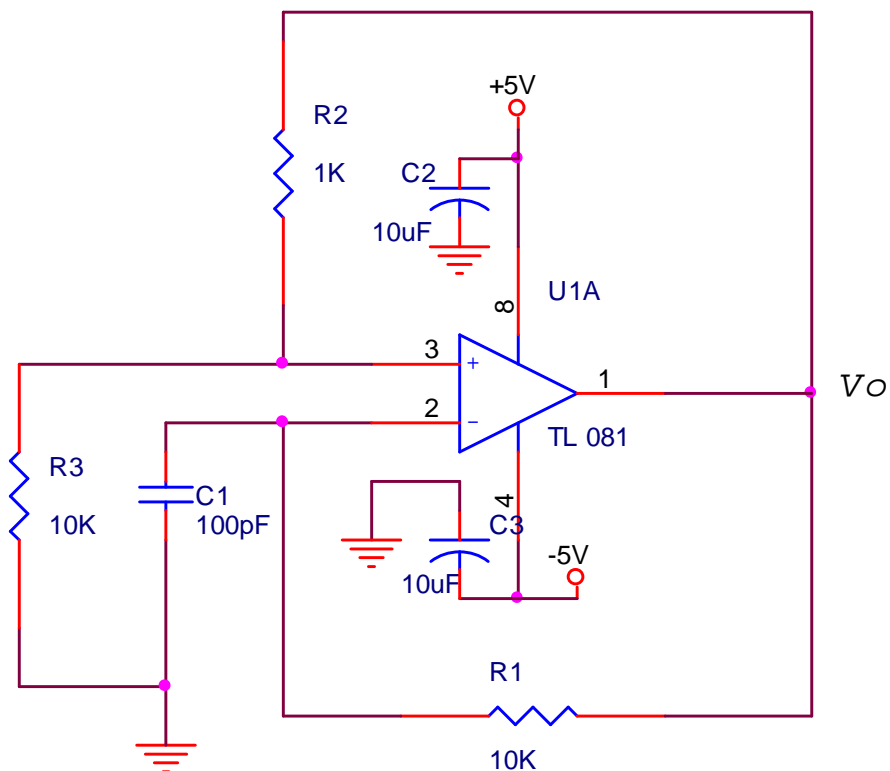 +5V
R2
1K
C2
10uF
U1A
8
3
+
1
Vo
2
−
TL 081
R3
10K
C1
100pF
4
C3
10uF
-5V
R1
10K